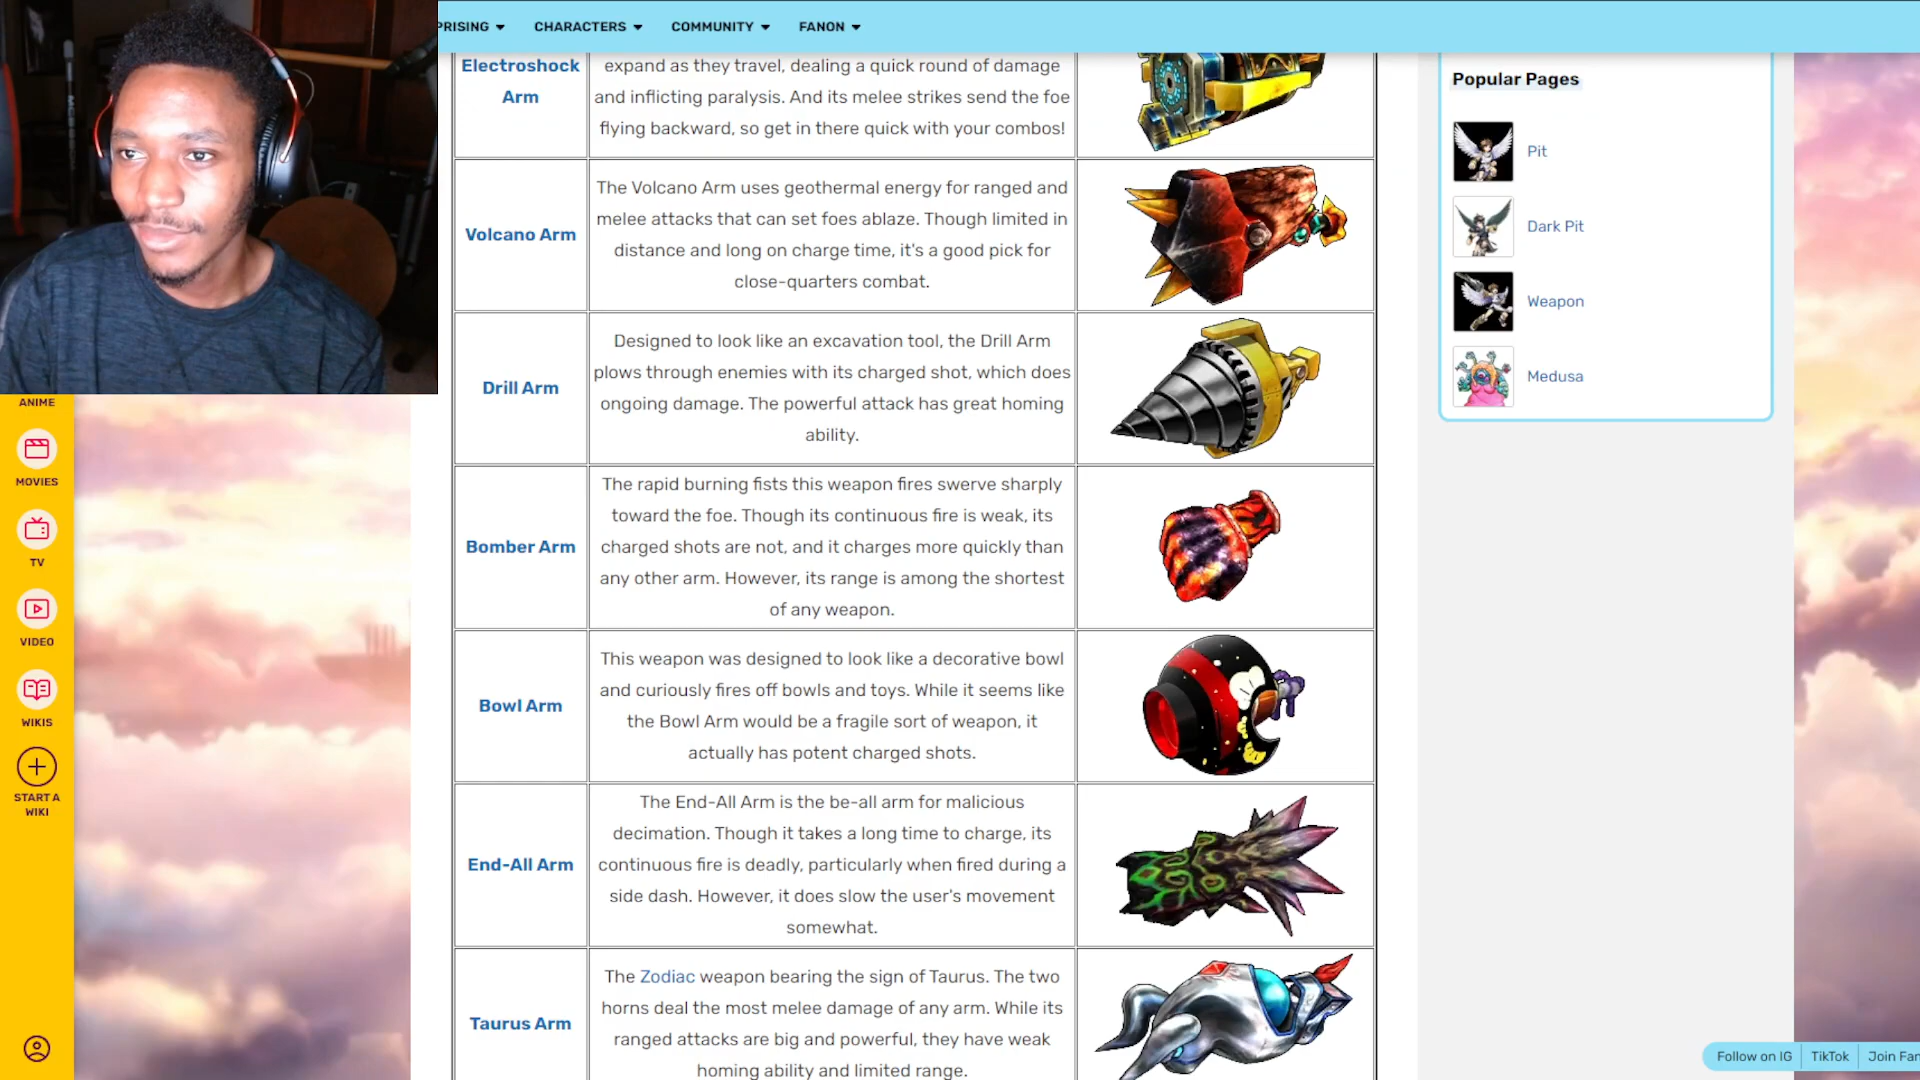 PRISING
CHARACTERS
COMMUNITY
FANON
Electroshock
Arm
expand as they travel, dealing a quick round of damage
and inflicting paralysis. And its melee strikes send the foe
flying backward, so get in there quick with your combos!
Volcano Arm
The Volcano Arm uses geothermal energy for ranged and
melee attacks that can set foes ablaze. Though limited in
distance and long on charge time, it's a good pick for
close-quarters combat.
Drill Arm
Designed to look like an excavation tool, the Drill Arm
plows through enemies with its charged shot, which does
ongoing damage. The powerful attack has great homing
ability.
Bomber Arm
The rapid burning fists this weapon fires swerve sharply
toward the foe. Though its continuous fire is weak, its
charged shots are not, and it charges more quickly than
any other arm. However, its range is among the shortest
of any weapon.
Bowl Arm
This weapon was designed to look like a decorative bowl
and curiously fires off bowls and toys. While it seems like
the Bowl Arm would be a fragile sort of weapon, it
actually has potent charged shots.
End-All Arm
The End-All Arm is the be-all arm for malicious
decimation. Though it takes a long time to charge, its
continuous fire is deadly, particularly when fired during a
side dash. However, it does slow the user's movement
somewhat.
Taurus Arm
The Zodiac weapon bearing the sign of Taurus. The two
horns deal the most melee damage of any arm. While its
ranged attacks are big and powerful, they have weak
homing ability and limited range.
Popular Pages
Pit
Dark Pit
Weapon
Medusa
ANIME
MOVIES
TV
VIDEO
WIKIS
START A
WIKI
Follow on IG
TikTok
Join Fan